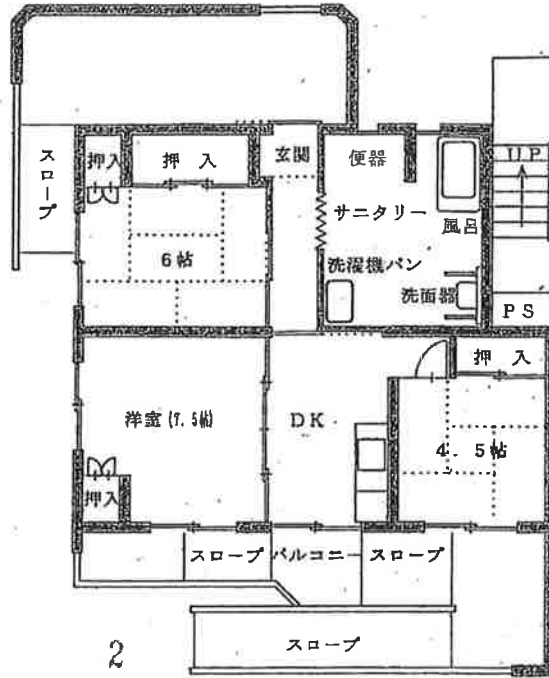 スロープ
押入
押 入
玄関
便器
UP
サニタリー
風呂
6帖
洗濯機パン
洗面器
PS
押 入
洋室(7.5帖)
DK
4.5帖
押入
スロープ
バルコニー
スロープ
スロープ
2